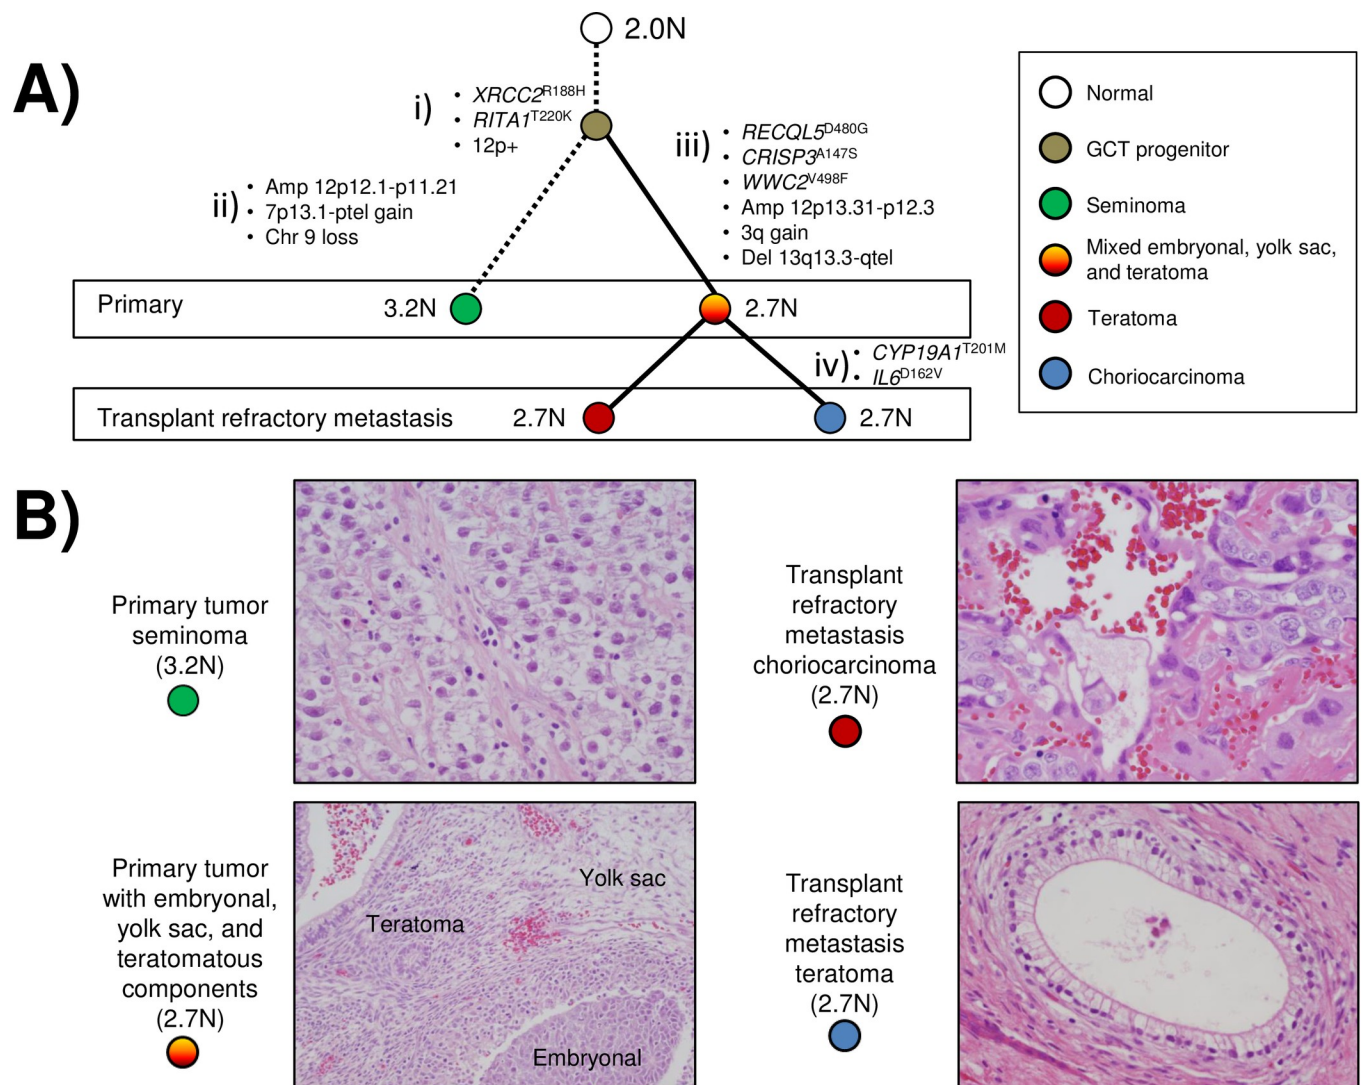 A)
2.0N
i)
• XRCC2R188H
• RITA1T220K
• 12p+
ii)
• Amp 12p12.1-p11.21
• 7p13.1-ptel gain
• Chr 9 loss
iii)
• RECQL5D480G
• CRISP3A147S
• WWC2V498F
• Amp 12p13.31-p12.3
• 3q gain
• Del 13q13.3-qtel
Primary
3.2N
2.7N
iv)
• CYP19A1T201M
• IL6D162V
Transplant refractory metastasis
2.7N
2.7N
Normal
GCT progenitor
Seminoma
Mixed embryonal, yolk sac,
and teratoma
Teratoma
Choriocarcinoma
B)
Primary tumor
seminoma
(3.2N)
Transplant
refractory
metastasis
choriocarcinoma
(2.7N)
Primary tumor
with embryonal,
yolk sac, and
teratomatous
components
(2.7N)
Yolk sac
Teratoma
Embryonal
Transplant
refractory
metastasis
teratoma
(2.7N)